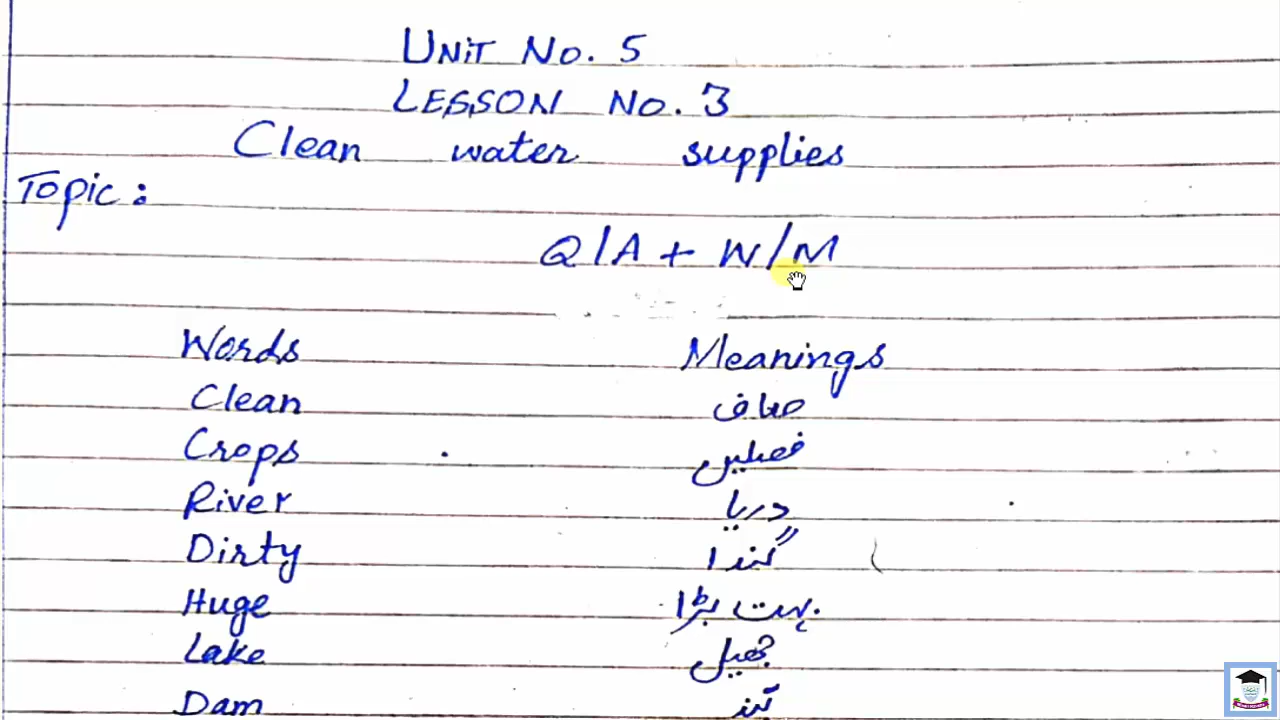 UNIT No. 5
LESSON No. 3
Clean water supplies
Topic:
Q/A + W/M
Words Meanings
Clean صاف
Crops فصلیں
River دریا
Dirty گندا
Huge بہت بڑا
Lake جھیل
Dam